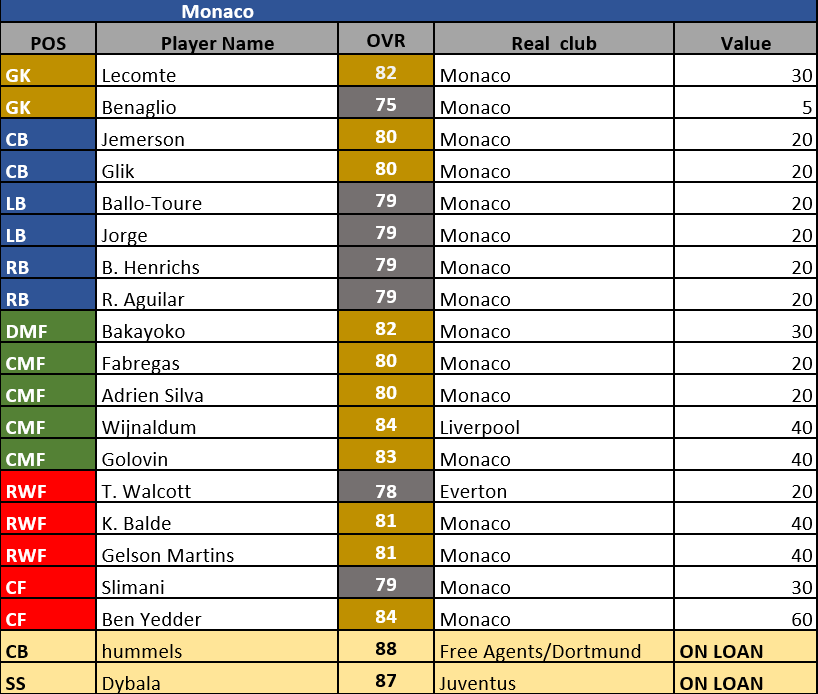 Monaco
POS Player Name OVR Real club Value
GK Lecomte 82 Monaco 30
GK Benaglio 75 Monaco 5
CB Jemerson 80 Monaco 20
CB Glik 80 Monaco 20
LB Ballo-Toure 79 Monaco 20
LB Jorge 79 Monaco 20
RB B. Henrichs 79 Monaco 20
RB R. Aguilar 79 Monaco 20
DMF Bakayoko 82 Monaco 30
CMF Fabregas 80 Monaco 20
CMF Adrien Silva 80 Monaco 20
CMF Wijnaldum 84 Liverpool 40
CMF Golovin 83 Monaco 40
RWF T. Walcott 78 Everton 20
RWF K. Balde 81 Monaco 40
RWF Gelson Martins 81 Monaco 40
CF Slimani 79 Monaco 30
CF Ben Yedder 84 Monaco 60
CB hummels 88 Free Agents/Dortmund ON LOAN
SS Dybala 87 Juventus ON LOAN